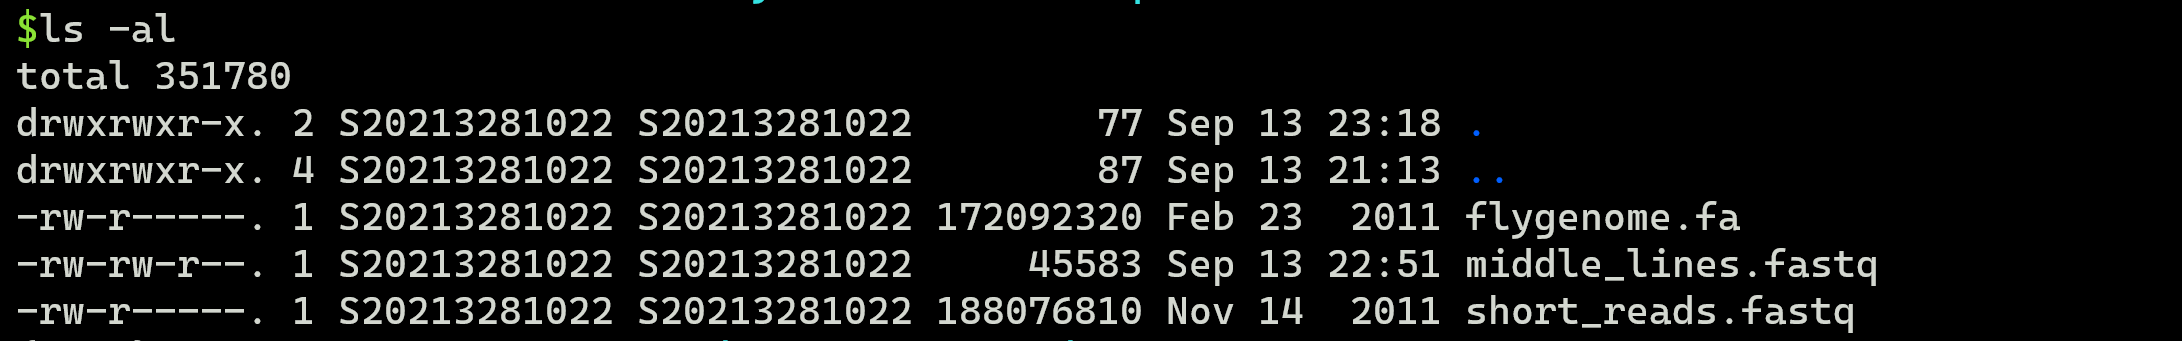 $ls -al
total 351780
drwxrwxr-x. 2 S20213281022 S20213281022        77 Sep 13 23:18 .
drwxrwxr-x. 4 S20213281022 S20213281022        87 Sep 13 21:13 ..
-rw-r-----. 1 S20213281022 S20213281022 172092320 Feb 23  2011 flygenome.fa
-rw-rw-r--. 1 S20213281022 S20213281022     45583 Sep 13 22:51 middle_lines.fastq
-rw-r-----. 1 S20213281022 S20213281022 188076810 Nov 14  2011 short_reads.fastq